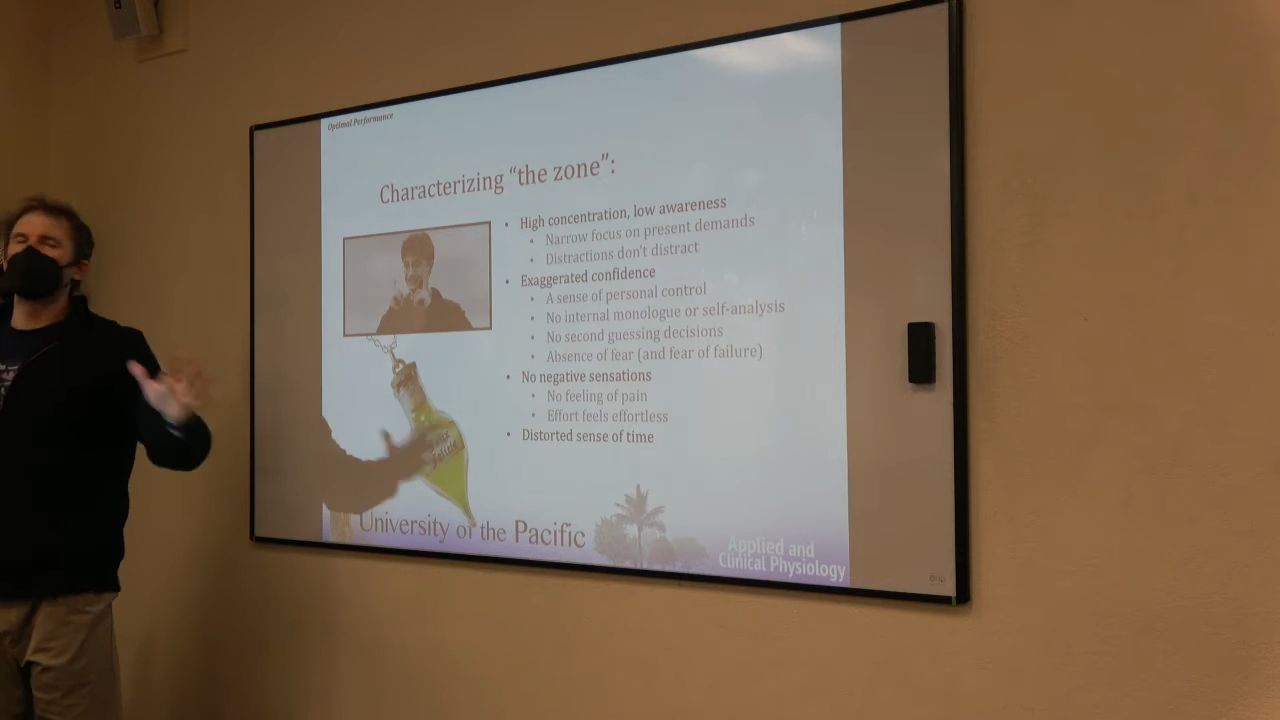 Optimal Performance
Characterizing “the zone”:
• High concentration, low awareness
• Narrow focus on present demands
• Distractions don't distract
• Exaggerated confidence
• A sense of personal control
• No internal monologue or self-analysis
• No second guessing decisions
• Absence of fear (and fear of failure)
• No negative sensations
• No feeling of pain
• Effort feels effortless
• Distorted sense of time
University of the Pacific
Applied and
Clinical Physiology